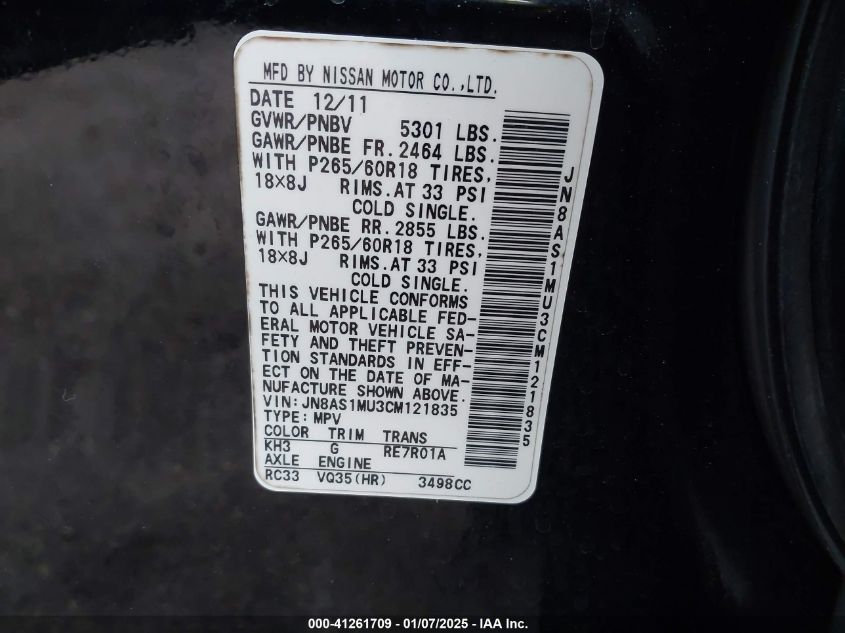 MFD BY NISSAN MOTOR CO.,LTD.
DATE 12/11
GVWR/PNBV 5301 LBS.
GAWR/PNBE FR. 2464 LBS.
WITH P265/60R18 TIRES,
18X8J RIMS. AT 33 PSI
COLD SINGLE.
GAWR/PNBE RR. 2855 LBS.
WITH P265/60R18 TIRES,
18X8J RIMS. AT 33 PSI
COLD SINGLE.
THIS VEHICLE CONFORMS
TO ALL APPLICABLE FED-
ERAL MOTOR VEHICLE SA-
FETY AND THEFT PREVEN-
TION STANDARDS IN EFF-
ECT ON THE DATE OF MA-
NUFACTURE SHOWN ABOVE.
VIN: JN8AS1MU3CM121835
TYPE: MPV
COLOR TRIM TRANS
KH3 G RE7R01A
AXLE ENGINE
RC33 VQ35(HR) 3498CC
JN8AS1MU3CM121835
000-41261709 - 01/07/2025 - IAA Inc.